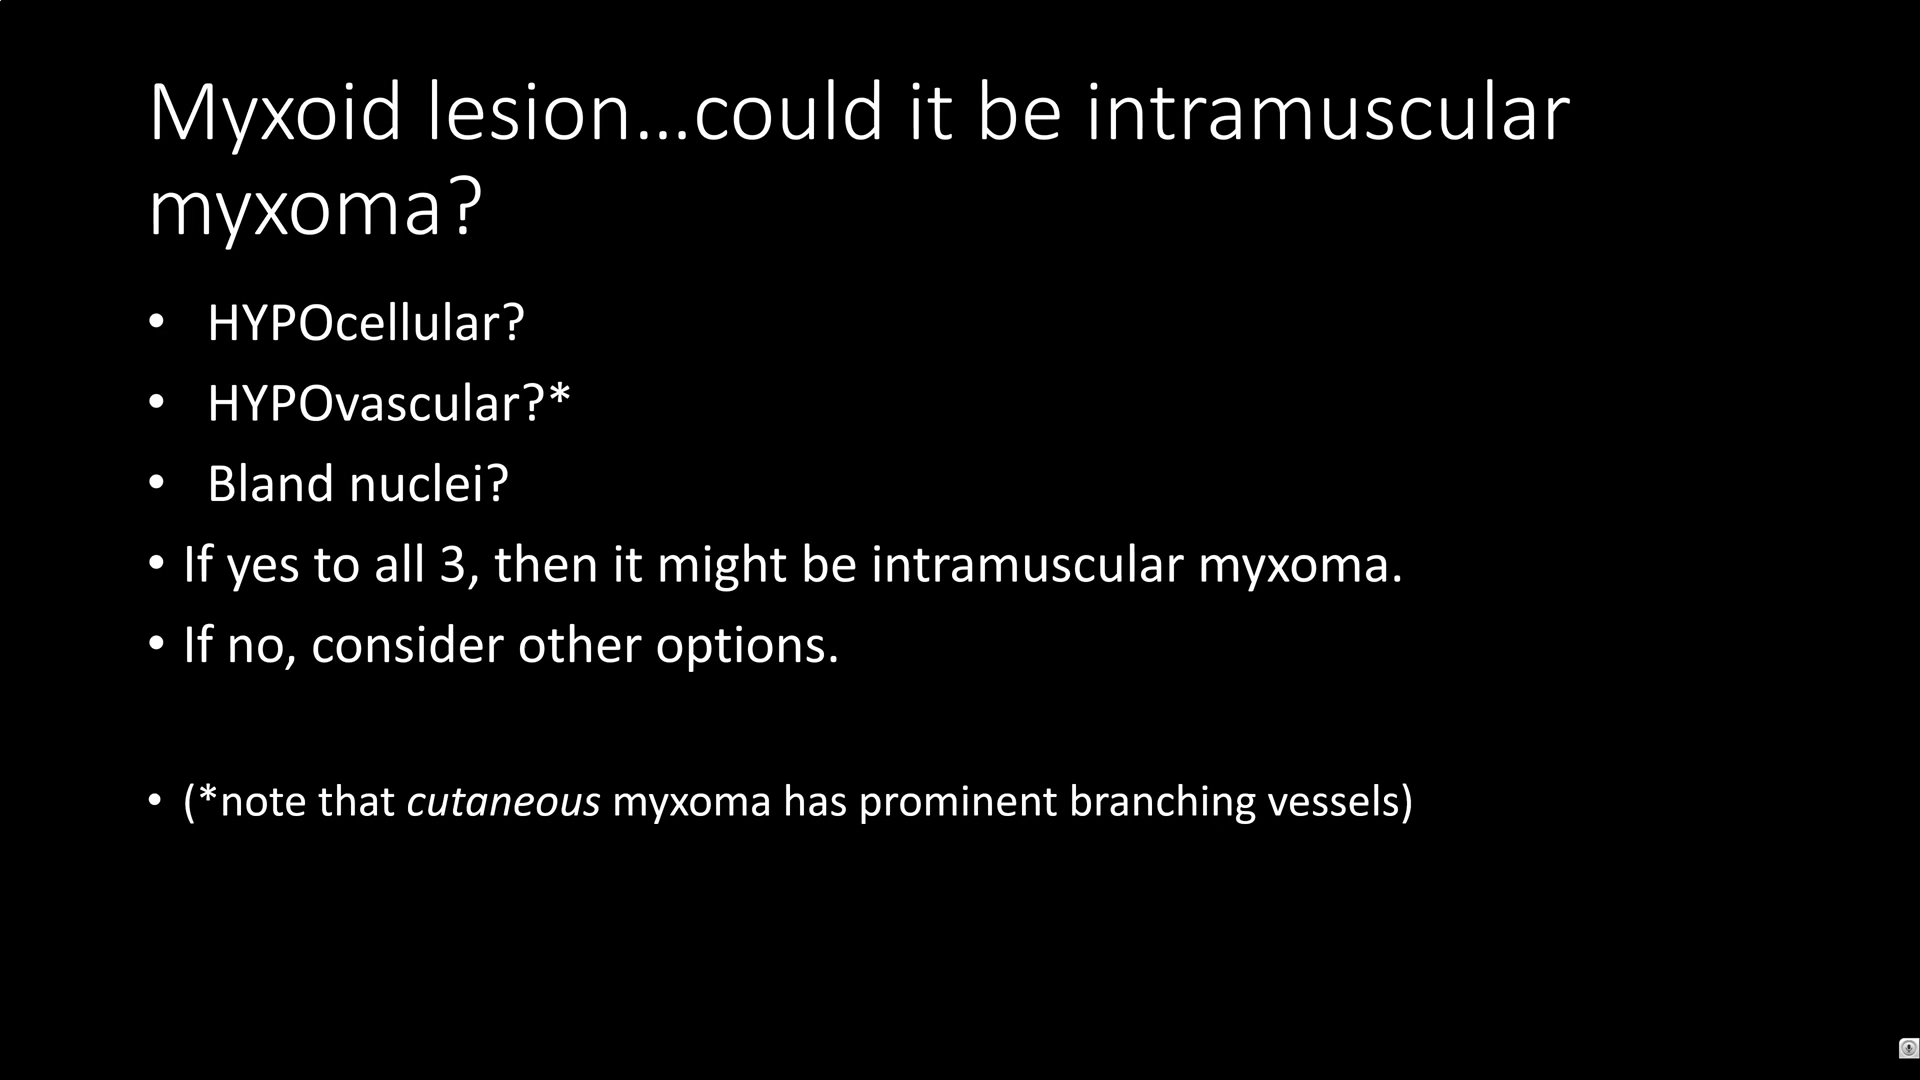 Myxoid lesion...could it be intramuscular
myxoma?
• HYPOcellular?
• HYPOvascular?*
• Bland nuclei?
• If yes to all 3, then it might be intramuscular myxoma.
• If no, consider other options.
• (*note that cutaneous myxoma has prominent branching vessels)